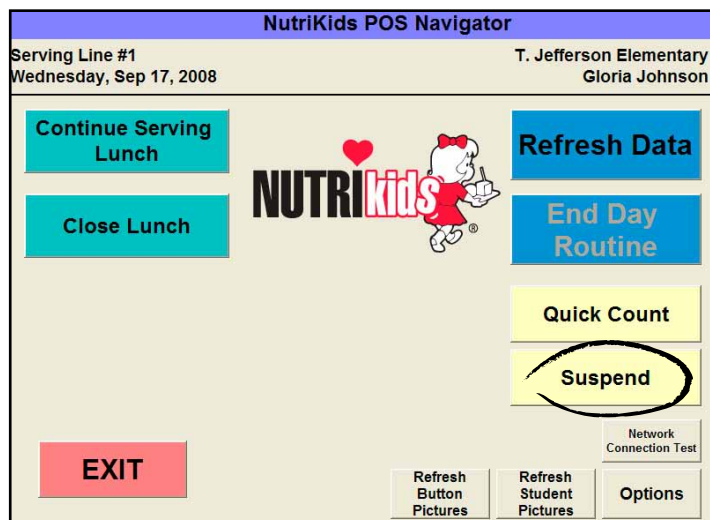 NutriKids POS Navigator
Serving Line #1
T. Jefferson Elementary
Wednesday, Sep 17, 2008
Gloria Johnson
Continue Serving
Lunch
Close Lunch
NUTRIkids®
Refresh Data
End Day
Routine
Quick Count
Suspend
Network
Connection Test
EXIT
Refresh
Button
Pictures
Refresh
Student
Pictures
Options